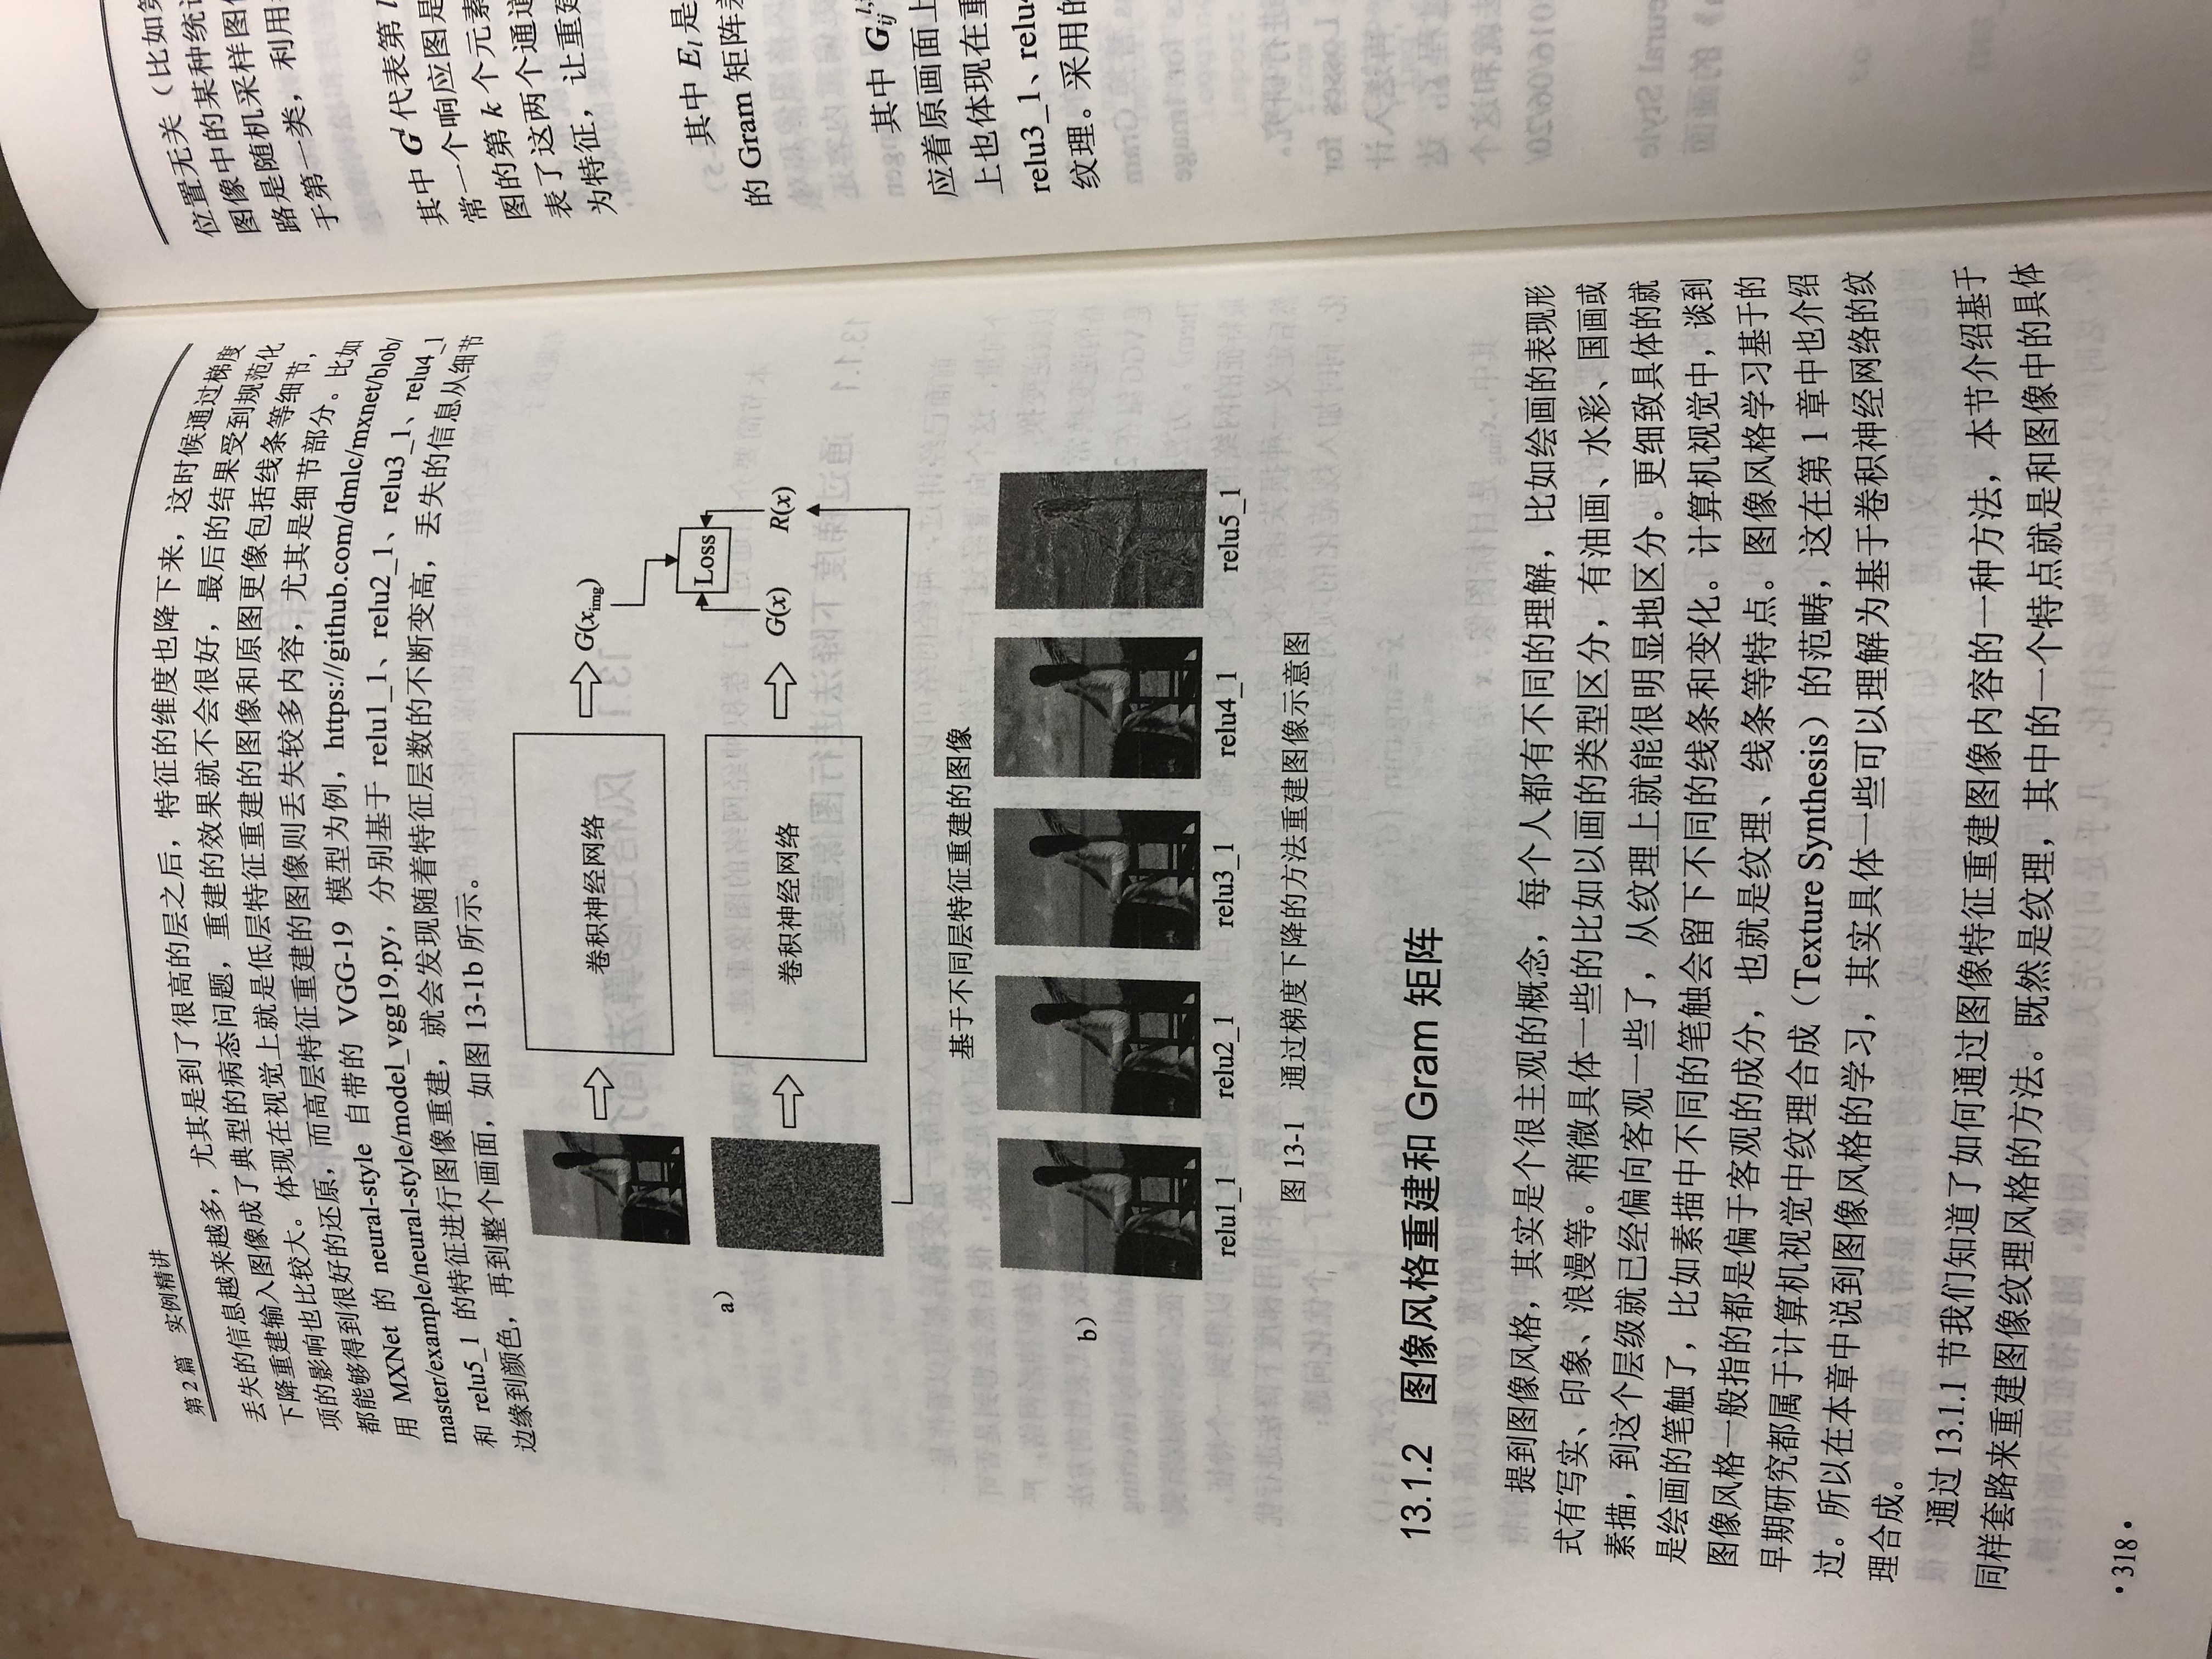 第2篇 实例精讲
丢失的信息越来越多，尤其是到了很高的层之后，特征的维度也降下来，这时候通过梯度
下降重建输入图像成了典型的病态问题，重建的效果就不会很好，最后的结果受到规范化
项的影响也比较大。体现在视觉上就是低层特征重建的图像和原图更像包括线条等细节，
都能够得到很好的还原，而高层特征重建的图像则丢失较多内容，尤其是细节部分。比如
用 MXNet 的 neural-style 自带的 VGG-19 模型为例，https://github.com/dmlc/mxnet/blob/
master/example/neural-style/model_vgg19.py，分别基于 relu1_1、relu2_1、relu3_1、relu4_1
和 relu5_1 的特征进行图像重建，就会发现随着特征层数的不断变高，丢失的信息从细节
边缘到颜色，再到整个画面，如图 13-1b 所示。
卷积神经网络
G(x_img)
Loss
a）
卷积神经网络
G(x)
R(x)
基于不同层特征重建的图像
b）
relu1_1
relu2_1
relu3_1
relu4_1
relu5_1
图 13-1 通过梯度下降的方法重建图像示意图
13.1.2 图像风格重建和 Gram 矩阵
提到图像风格，其实是个很主观的概念，每个人都有不同的理解，比如绘画的表现形
式有写实、印象、浪漫等。稍微具体一些的比如以画的类型区分，有油画、水彩、国画或
素描，到这个层级就已经偏向客观一些了，从纹理上就能很明显地区分。更细致具体的就
是绘画的笔触了，比如素描中不同的笔触会留下不同的线条和变化。计算机视觉中，谈到
图像风格一般指的都是偏于客观的成分，也就是纹理、线条等特点。图像风格学习基于的
早期研究都属于计算机视觉中纹理合成（Texture Synthesis）的范畴，这在第 1 章中也介绍
过。所以在本章中说到图像风格的学习，其实具体一些可以理解为基于卷积神经网络的纹
理合成。
通过 13.1.1 节我们知道了如何通过图像特征重建图像内容的一种方法，本节介绍基于
同样套路来重建图像纹理风格的方法。既然是纹理，其中的一个特点就是和图像中的具体
·318·
位置无关（比如
图像中的某种统
路是随机采样图
于第一类，利用
其中 G^l 代表第 l
常一个响应图是
图的第 k 个元素
表了这两个通道
为特征，让重建
其中 E_l 是
的 Gram 矩阵
其中 G_ij^l
应着原画面上
上也体现在重
relu3_1、relu4
纹理。采用的